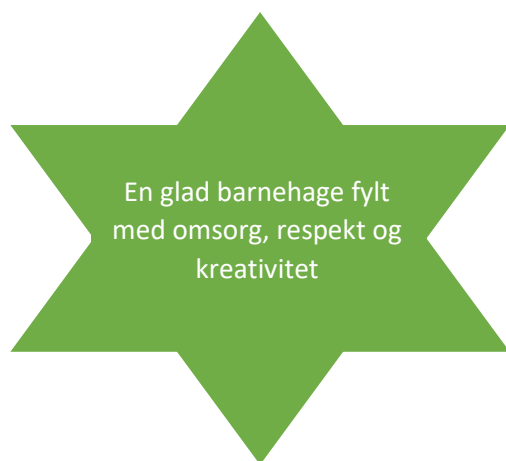 En glad barnehage fylt
med omsorg, respekt og
kreativitet